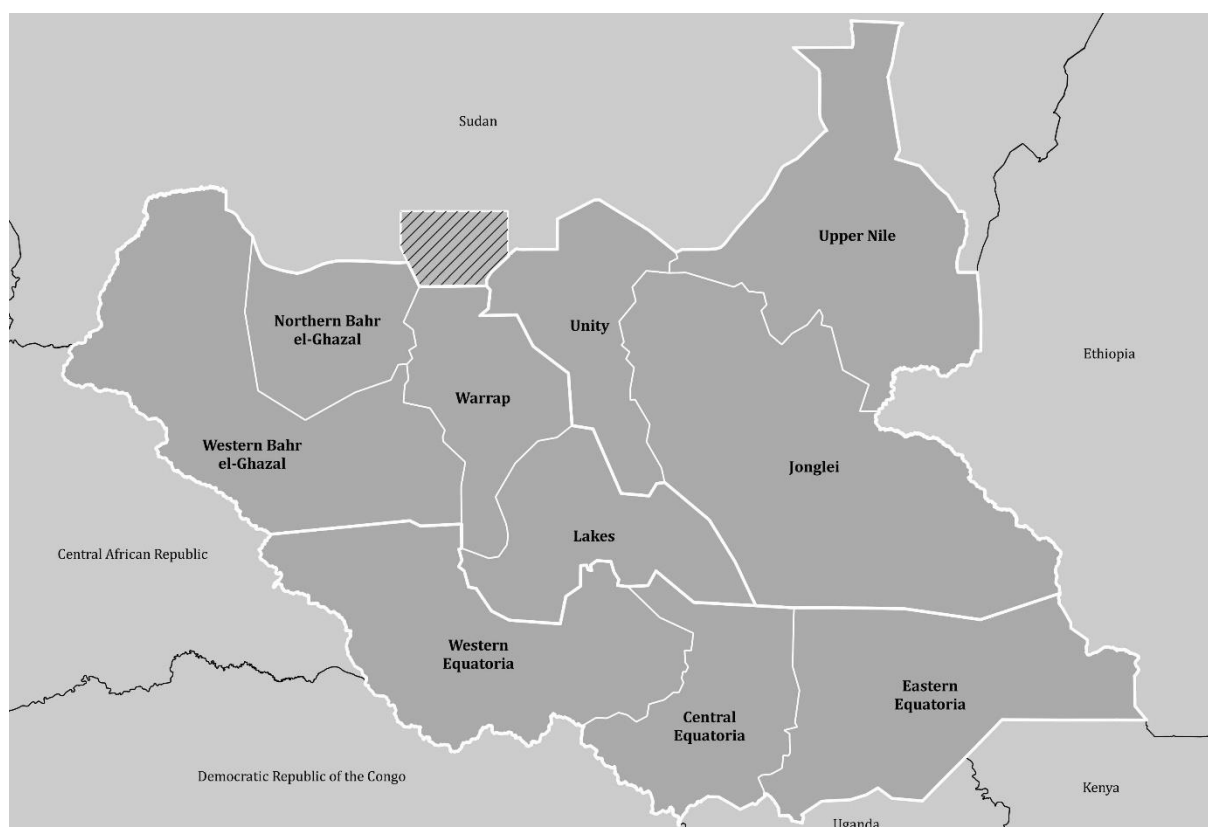 Sudan
Upper Nile
Northern Bahr
el-Ghazal
Unity
Ethiopia
Warrap
Western Bahr
el-Ghazal
Jonglei
Lakes
Central African Republic
Western
Equatoria
Eastern
Equatoria
Central
Equatoria
Democratic Republic of the Congo
Kenya
Uganda